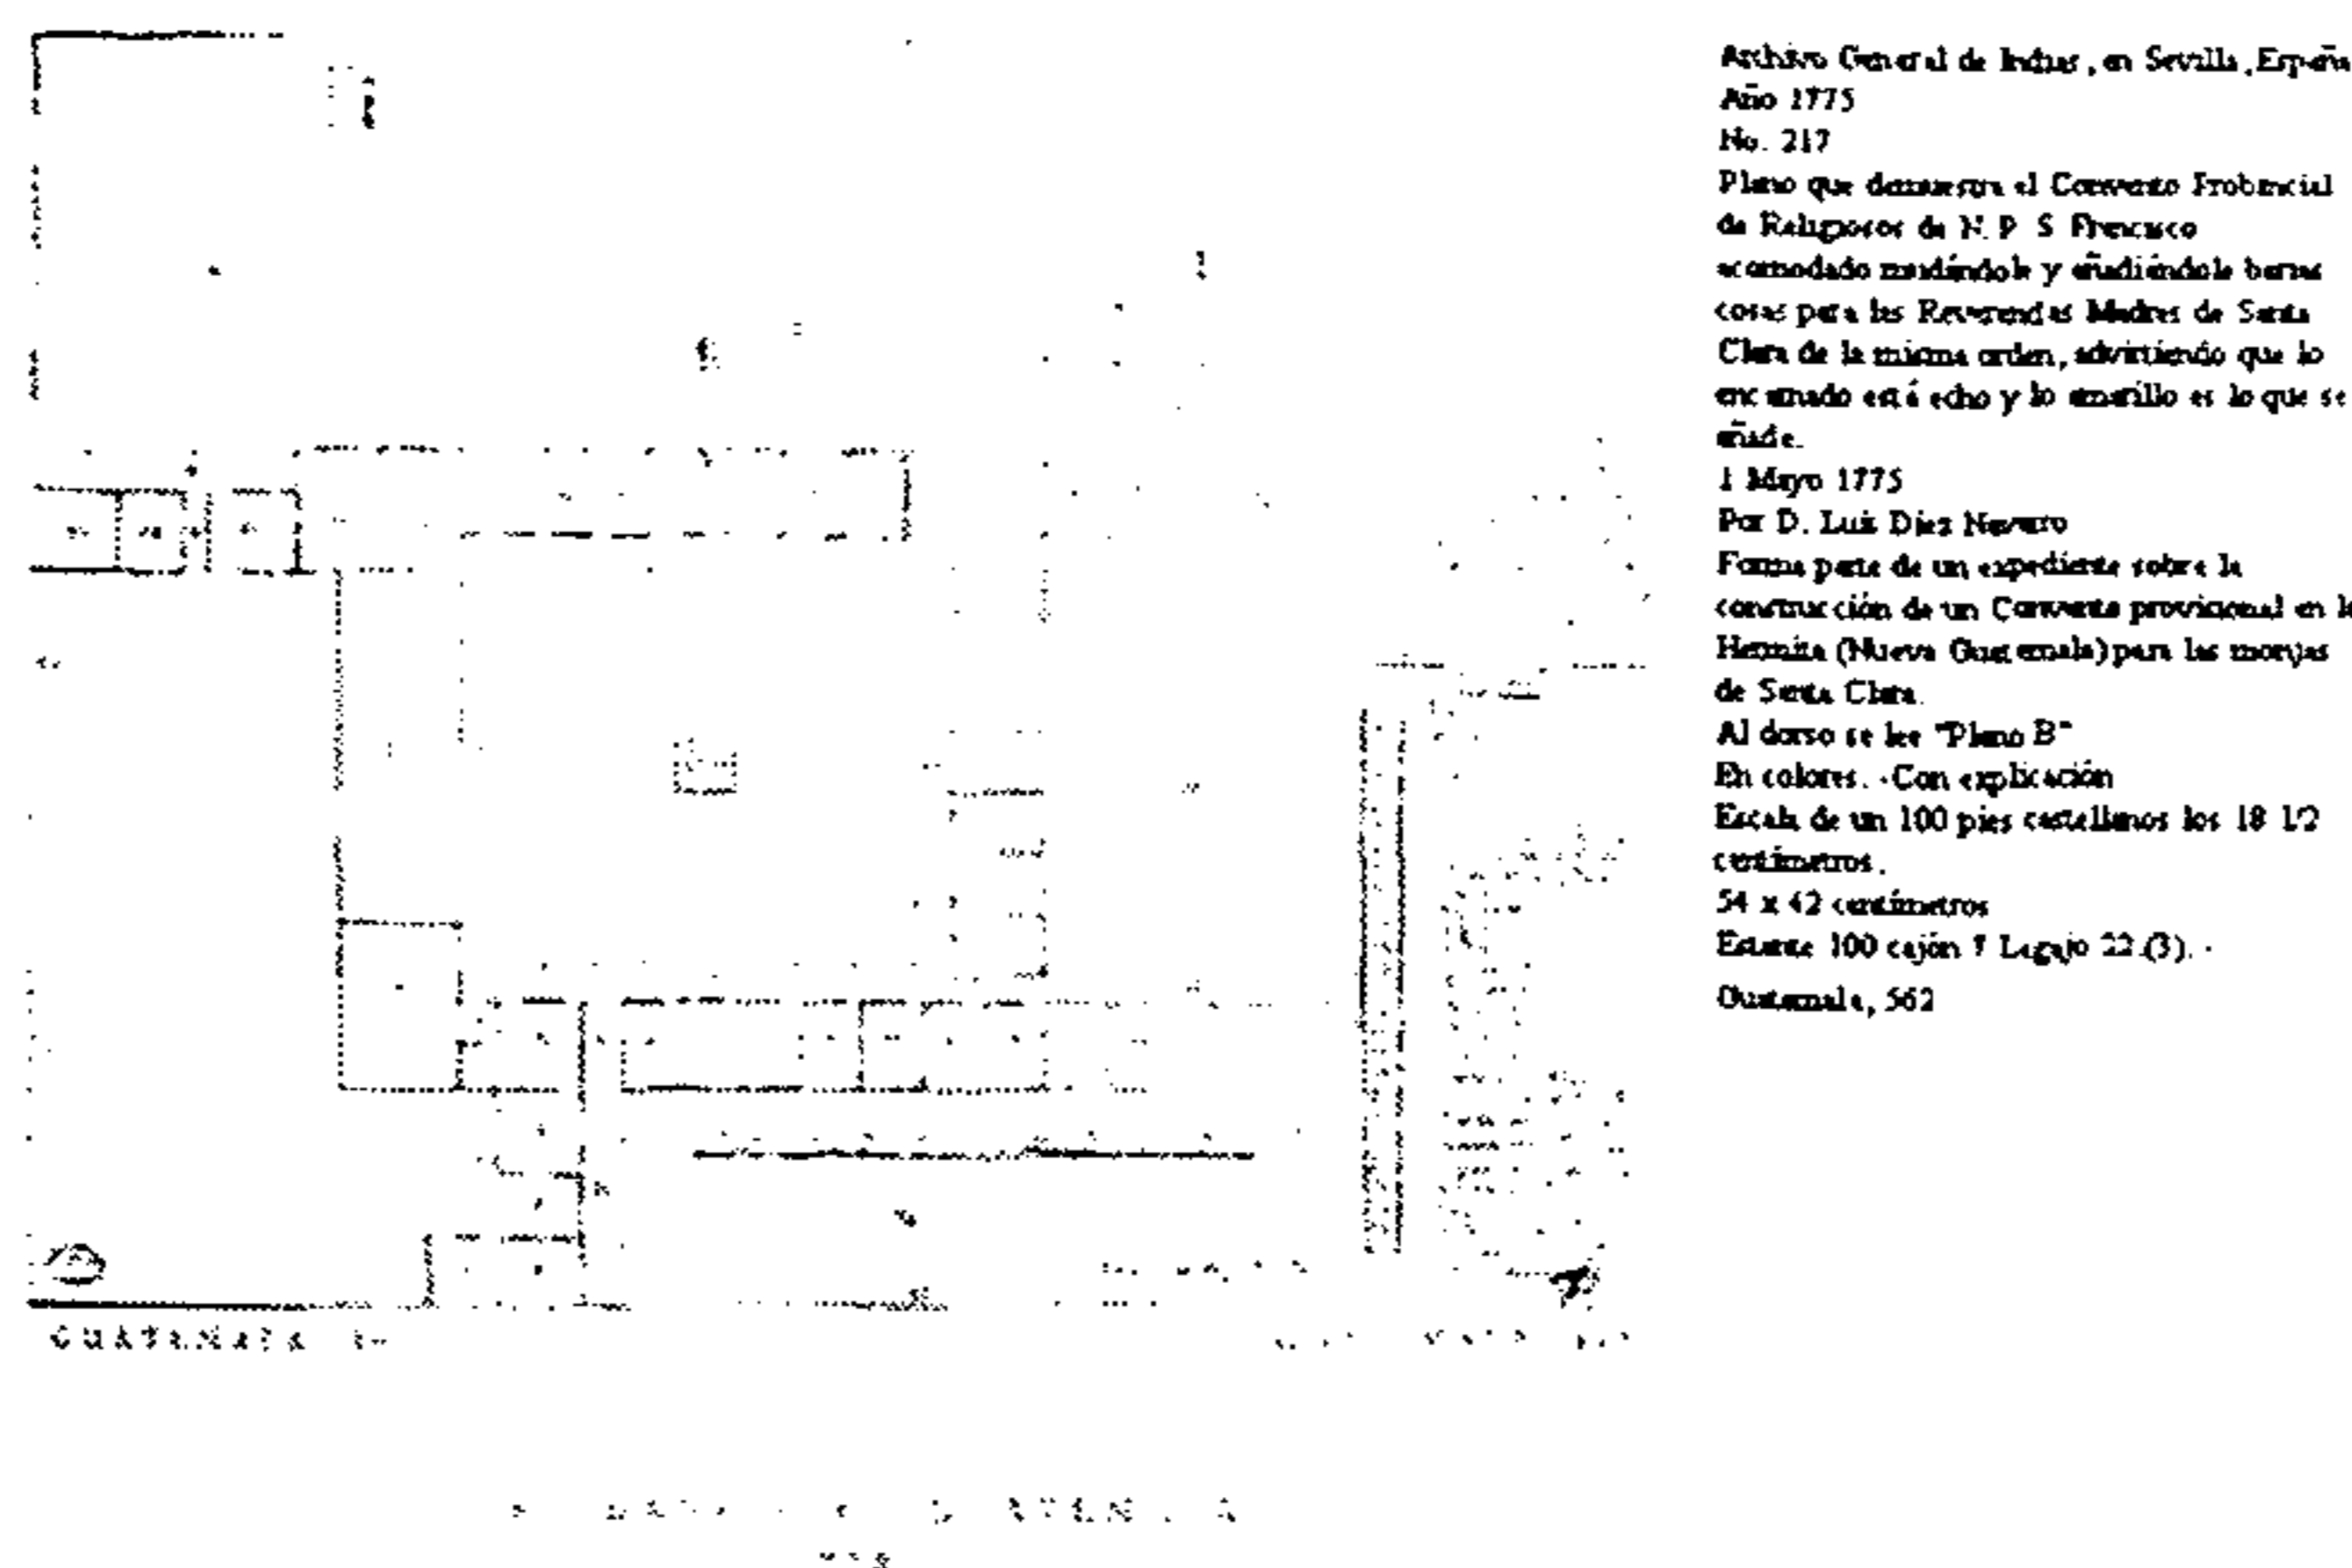 Archivo General de Indias, en Sevilla, España
Año 1775
No. 217
Plano que demuestra el Convento Probincial
de Religiosos de N. P. S. Francisco
acomodado mudándole y añadiéndole barias
cosas para las Reverendas Madres de Santa
Clara de la misma orden, advirtiendo que lo
encarnado está echo y lo amarillo es lo que se
añade.
1 Mayo 1775
Por D. Luis Diez Navarro
Forma parte de un expediente sobre la
construcción de un Convento provicional en la
Hermita (Nueva Guatemala) para las monjas
de Santa Clara.
Al dorso se lee "Plano B"
En colores. -Con explicación
Escala de un 100 pies castellanos los 18 1/2
centímetros.
54 x 42 centímetros
Estante 100 cajón 7 Legajo 22.(3). -
Guatemala, 562
GUATEMALA